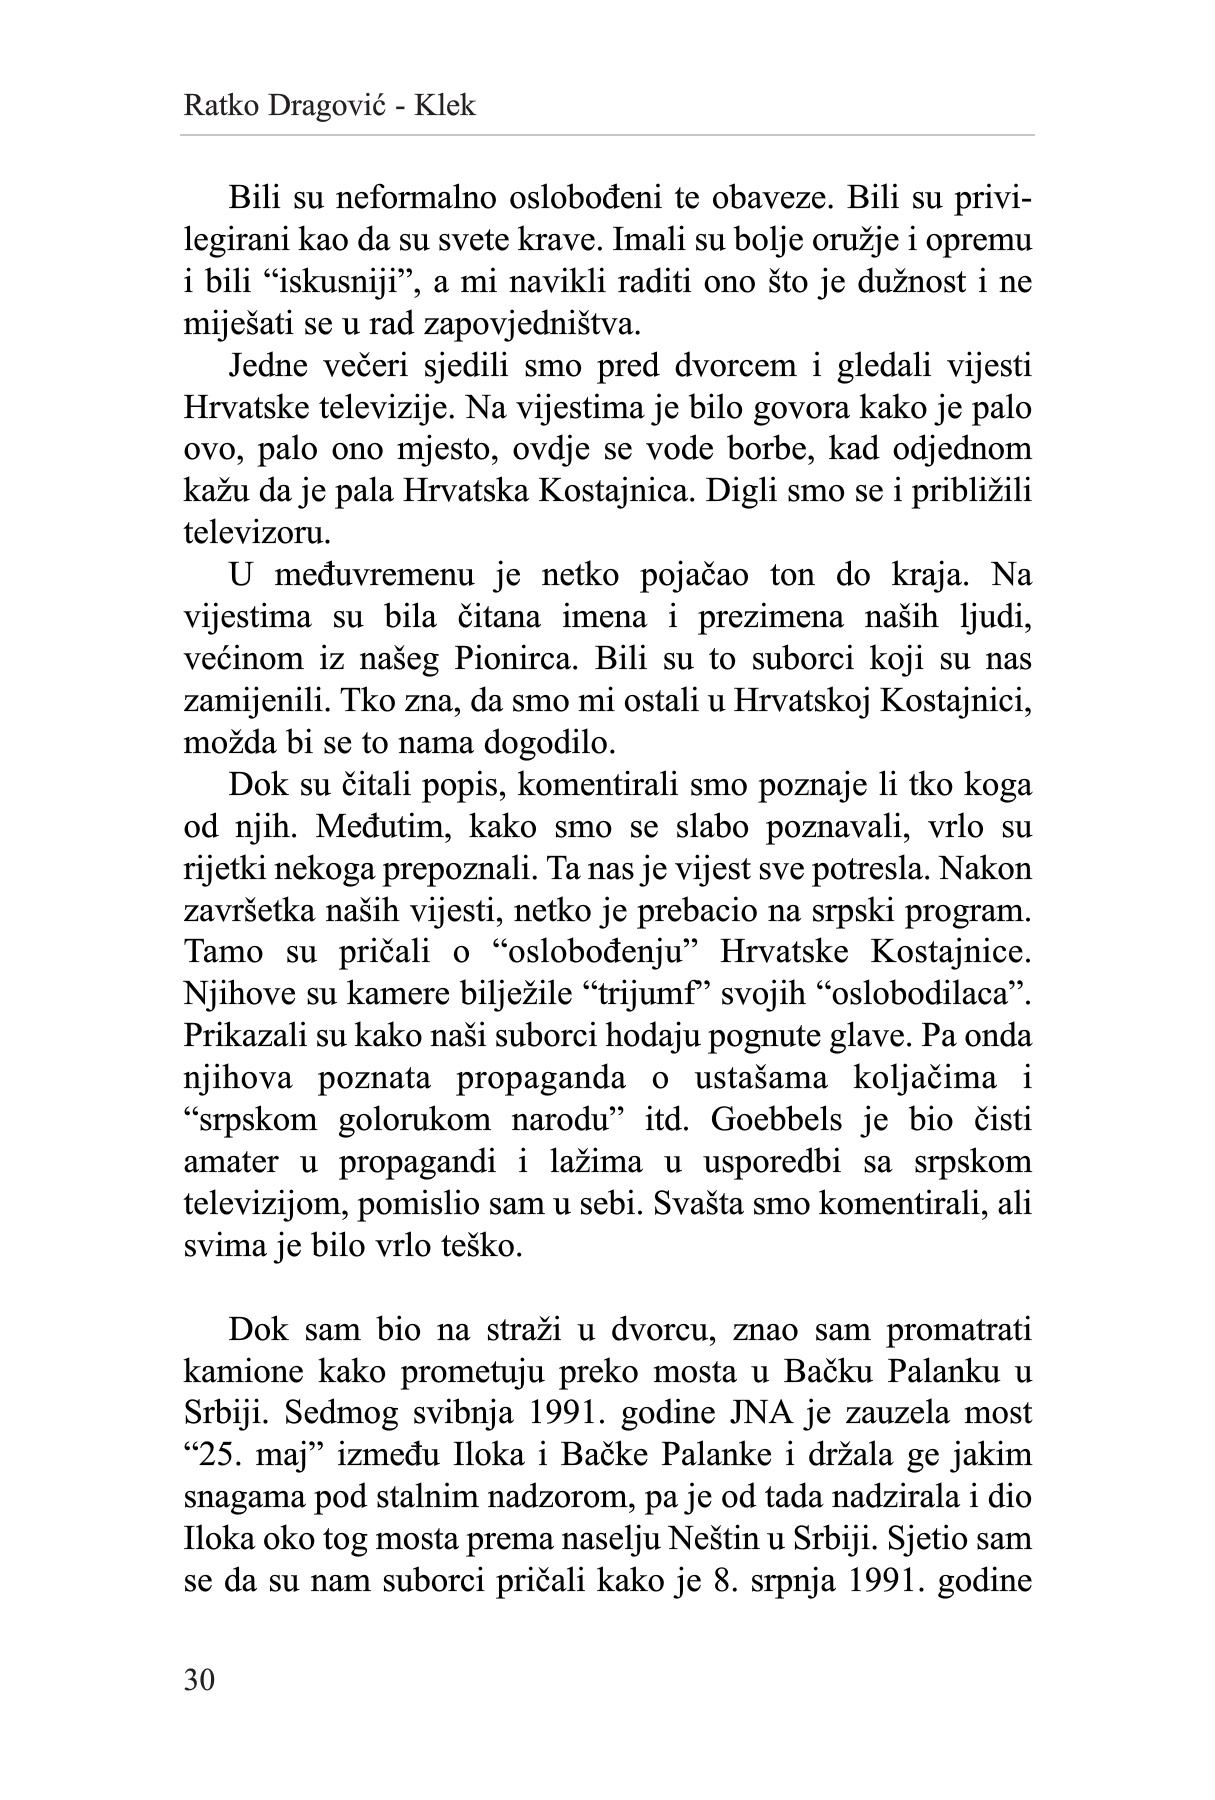 Ratko Dragović - Klek
Bili su neformalno oslobođeni te obaveze. Bili su privi-
legirani kao da su svete krave. Imali su bolje oružje i opremu
i bili “iskusniji”, a mi navikli raditi ono što je dužnost i ne
miješati se u rad zapovjedništva.
Jedne večeri sjedili smo pred dvorcem i gledali vijesti
Hrvatske televizije. Na vijestima je bilo govora kako je palo
ovo, palo ono mjesto, ovdje se vode borbe, kad odjednom
kažu da je pala Hrvatska Kostajnica. Digli smo se i približili
televizoru.
U međuvremenu je netko pojačao ton do kraja. Na
vijestima su bila čitana imena i prezimena naših ljudi,
većinom iz našeg Pionirca. Bili su to suborci koji su nas
zamijenili. Tko zna, da smo mi ostali u Hrvatskoj Kostajnici,
možda bi se to nama dogodilo.
Dok su čitali popis, komentirali smo poznaje li tko koga
od njih. Međutim, kako smo se slabo poznavali, vrlo su
rijetki nekoga prepoznali. Ta nas je vijest sve potresla. Nakon
završetka naših vijesti, netko je prebacio na srpski program.
Tamo su pričali o “oslobođenju” Hrvatske Kostajnice.
Njihove su kamere bilježile “trijumf” svojih “oslobodilaca”.
Prikazali su kako naši suborci hodaju pognute glave. Pa onda
njihova poznata propaganda o ustašama koljačima i
“srpskom golorukom narodu” itd. Goebbels je bio čisti
amater u propagandi i lažima u usporedbi sa srpskom
televizijom, pomislio sam u sebi. Svašta smo komentirali, ali
svima je bilo vrlo teško.
Dok sam bio na straži u dvorcu, znao sam promatrati
kamione kako prometuju preko mosta u Bačku Palanku u
Srbiji. Sedmog svibnja 1991. godine JNA je zauzela most
“25. maj” između Iloka i Bačke Palanke i držala ge jakim
snagama pod stalnim nadzorom, pa je od tada nadzirala i dio
Iloka oko tog mosta prema naselju Neštin u Srbiji. Sjetio sam
se da su nam suborci pričali kako je 8. srpnja 1991. godine
30